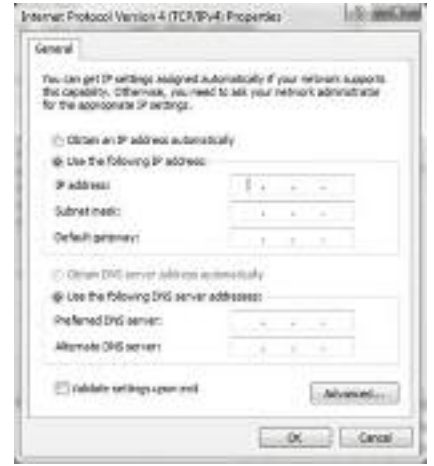 Internet Protocol Version 4 (TCP/IPv4) Properties
General
You can get IP settings assigned automatically if your network supports
this capability. Otherwise, you need to ask your network administrator
for the appropriate IP settings.
Obtain an IP address automatically
Use the following IP address:
IP address:
Subnet mask:
Default gateway:
Obtain DNS server address automatically
Use the following DNS server addresses:
Preferred DNS server:
Alternate DNS server:
Validate settings upon exit
Advanced...
OK Cancel